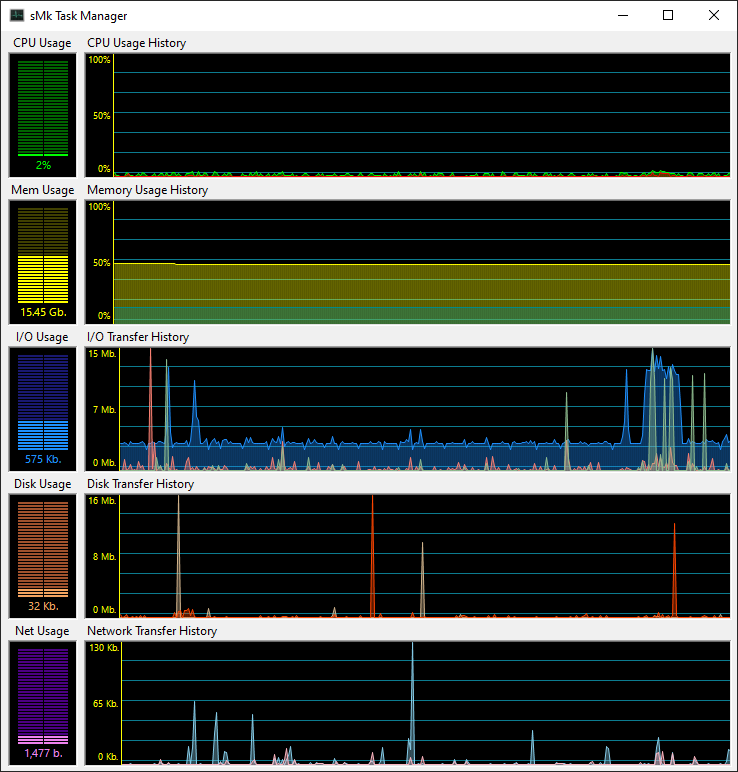 sMk Task Manager
CPU Usage
CPU Usage History
100%
50%
0%
2%
Mem Usage
Memory Usage History
100%
50%
0%
15.45 Gb.
I/O Usage
I/O Transfer History
15 Mb.
7 Mb.
0 Mb.
575 Kb.
Disk Usage
Disk Transfer History
16 Mb.
8 Mb.
0 Mb.
32 Kb.
Net Usage
Network Transfer History
130 Kb.
65 Kb.
0 Kb.
1,477 b.